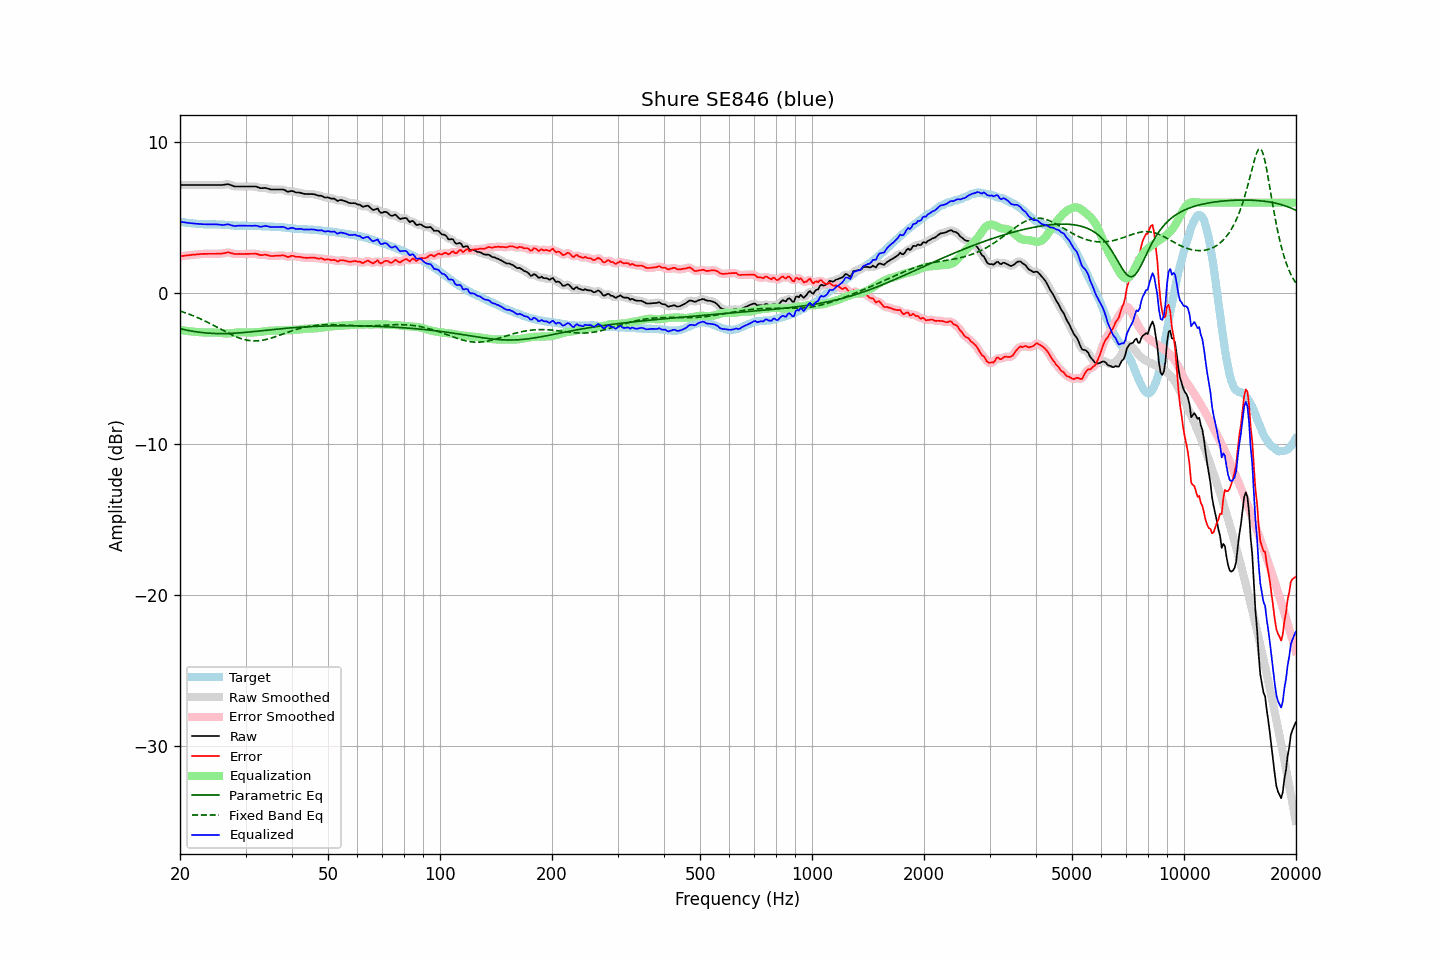 Shure SE846 (blue)
10
0
−10
−20
−30
Amplitude (dBr)
Target
Raw Smoothed
Error Smoothed
Raw
Error
Equalization
Parametric Eq
Fixed Band Eq
Equalized
20 50 100 200 500 1000 2000 5000 10000 20000
Frequency (Hz)